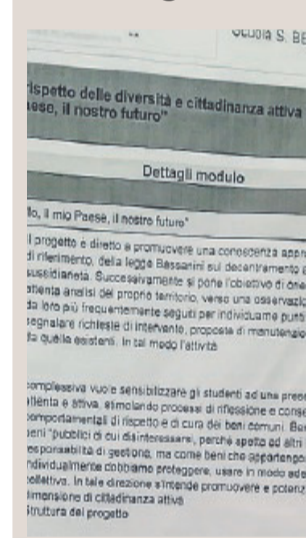 Scuola S. BE
rispetto delle diversità e cittadinanza attiva
aese, il nostro futuro"
Dettagli modulo
to, il mio Paese, il nostro futuro"
Il progetto è diretto a promuovere una conoscenza appr
di riferimento, della legge Bassanini sul decentramento e
sussidiarietà. Successivamente si pone l'obiettivo di orie
attenta analisi del proprio territorio, verso una osservazio
da loro più frequentemente seguiti per individuarne punti
segnalare richieste di intervento, proposte di manutenzio
fa quelle esistenti. In tal modo l'attività
complessiva vuole sensibilizzare gli studenti ad una prese
attenta e attiva, stimolando processi di riflessione e conse
comportamentali di rispetto e di cura dei beni comuni. Be
beni "pubblici di cui disinteressarsi, perché spetta ad altri
responsabilità di gestione, ma come beni che appartengo
individualmente dobbiamo proteggere, usare in modo ade
collettiva. In tale direzione s'intende promuovere e potenz
dimensione di cittadinanza attiva
Struttura del progetto